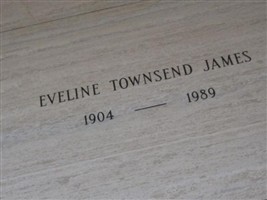 EVELINE TOWNSEND JAMES
1904 — 1989